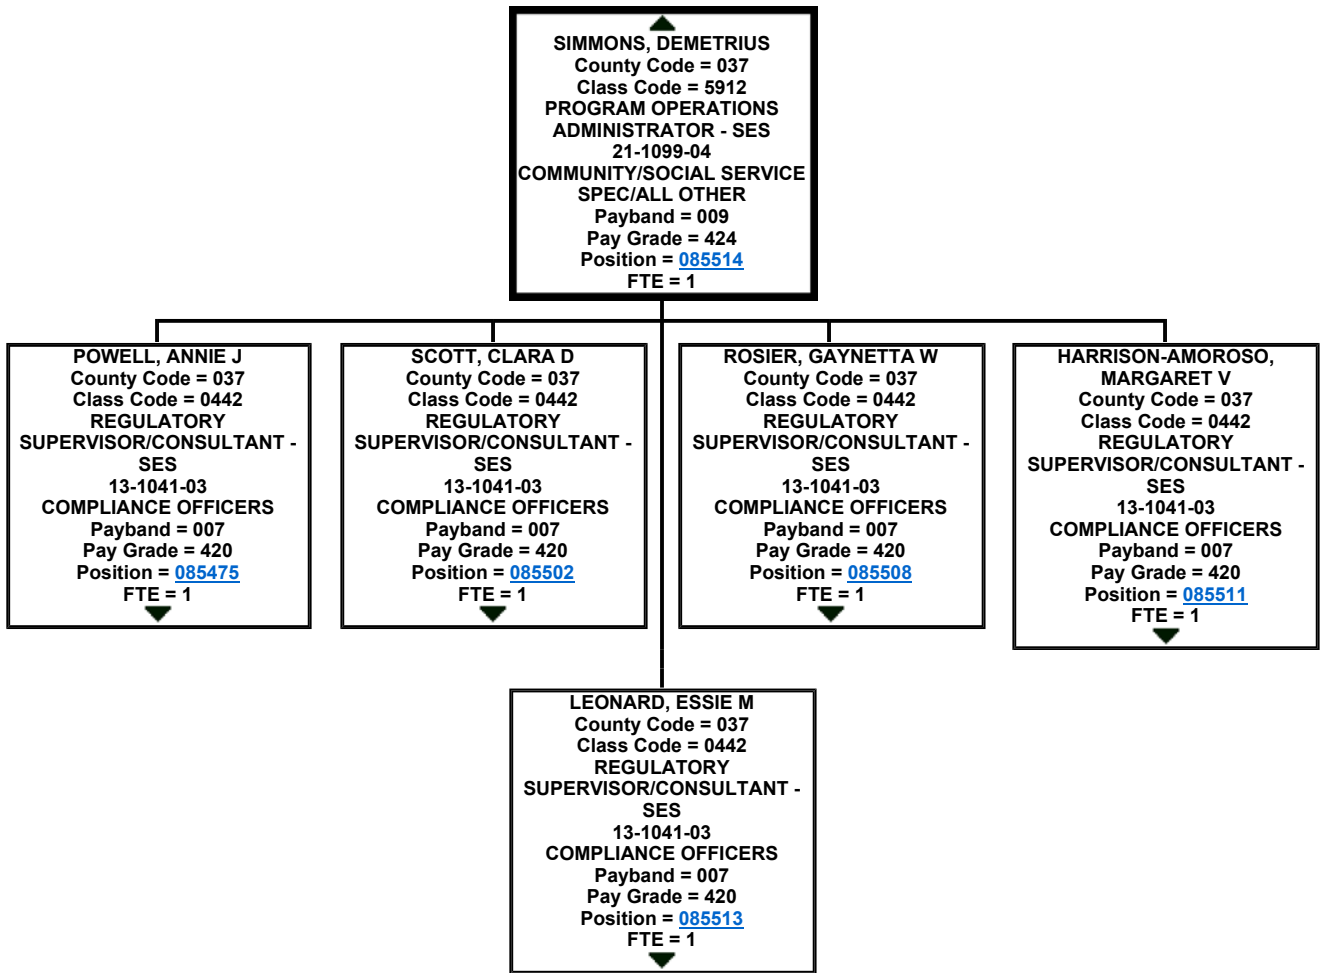 SIMMONS, DEMETRIUS
County Code = 037
Class Code = 5912
PROGRAM OPERATIONS
ADMINISTRATOR - SES
21-1099-04
COMMUNITY/SOCIAL SERVICE
SPEC/ALL OTHER
Payband = 009
Pay Grade = 424
Position = 085514
FTE = 1
POWELL, ANNIE J
County Code = 037
Class Code = 0442
REGULATORY
SUPERVISOR/CONSULTANT -
SES
13-1041-03
COMPLIANCE OFFICERS
Payband = 007
Pay Grade = 420
Position = 085475
FTE = 1
SCOTT, CLARA D
County Code = 037
Class Code = 0442
REGULATORY
SUPERVISOR/CONSULTANT -
SES
13-1041-03
COMPLIANCE OFFICERS
Payband = 007
Pay Grade = 420
Position = 085502
FTE = 1
ROSIER, GAYNETTA W
County Code = 037
Class Code = 0442
REGULATORY
SUPERVISOR/CONSULTANT -
SES
13-1041-03
COMPLIANCE OFFICERS
Payband = 007
Pay Grade = 420
Position = 085508
FTE = 1
HARRISON-AMOROSO,
MARGARET V
County Code = 037
Class Code = 0442
REGULATORY
SUPERVISOR/CONSULTANT -
SES
13-1041-03
COMPLIANCE OFFICERS
Payband = 007
Pay Grade = 420
Position = 085511
FTE = 1
LEONARD, ESSIE M
County Code = 037
Class Code = 0442
REGULATORY
SUPERVISOR/CONSULTANT -
SES
13-1041-03
COMPLIANCE OFFICERS
Payband = 007
Pay Grade = 420
Position = 085513
FTE = 1